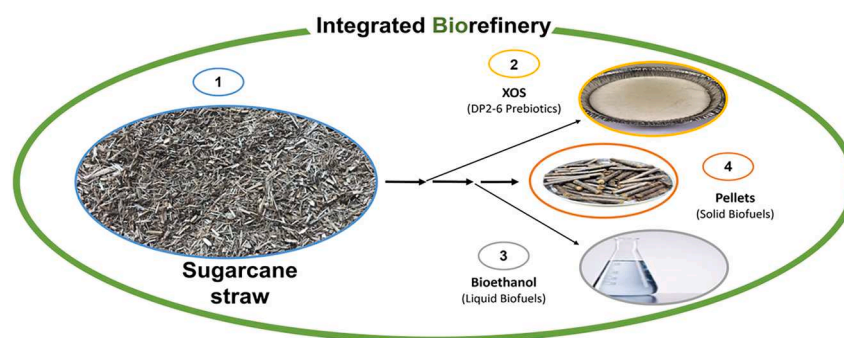 Integrated Biorefinery
1
Sugarcane
straw
2
XOS
(DP2-6 Prebiotics)
4
Pellets
(Solid Biofuels)
3
Bioethanol
(Liquid Biofuels)